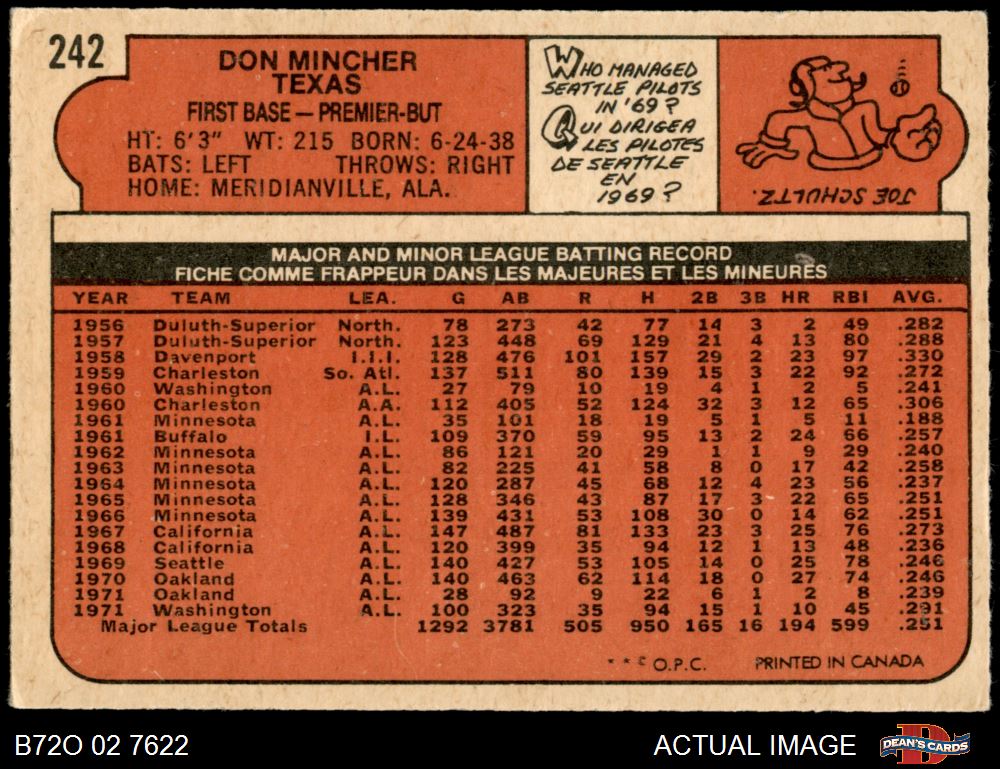 242
DON MINCHER
TEXAS
FIRST BASE — PREMIER-BUT
HT: 6'3" WT: 215 BORN: 6-24-38
BATS: LEFT THROWS: RIGHT
HOME: MERIDIANVILLE, ALA.
WHO MANAGED
SEATTLE PILOTS
IN '69?
QUI DIRIGEA
LES PILOTES
DE SEATTLE
EN
1969?
JOE SCHULTZ.
MAJOR AND MINOR LEAGUE BATTING RECORD
FICHE COMME FRAPPEUR DANS LES MAJEURES ET LES MINEURES
YEAR TEAM LEA. G AB R H 2B 3B HR RBI AVG.
1956 Duluth-Superior North. 78 273 42 77 14 3 2 49 .282
1957 Duluth-Superior North. 123 448 69 129 21 4 13 80 .288
1958 Davenport I.I.I. 128 476 101 157 29 2 23 97 .330
1959 Charleston So. Atl. 137 511 80 139 15 3 22 92 .272
1960 Washington A.L. 27 79 10 19 4 1 2 5 .241
1960 Charleston A.A. 112 405 52 124 32 3 12 65 .306
1961 Minnesota A.L. 35 101 18 19 5 1 5 11 .188
1961 Buffalo I.L. 109 370 59 95 13 2 24 66 .257
1962 Minnesota A.L. 86 121 20 29 1 1 9 29 .240
1963 Minnesota A.L. 82 225 41 58 8 0 17 42 .258
1964 Minnesota A.L. 120 287 45 68 12 4 23 56 .237
1965 Minnesota A.L. 128 346 43 87 17 3 22 65 .251
1966 Minnesota A.L. 139 431 53 108 30 0 14 62 .251
1967 California A.L. 147 487 81 133 23 3 25 76 .273
1968 California A.L. 120 399 35 94 12 1 13 48 .236
1969 Seattle A.L. 140 427 53 105 14 0 25 78 .246
1970 Oakland A.L. 140 463 62 114 18 0 27 74 .246
1971 Oakland A.L. 28 92 9 22 6 1 2 8 .239
1971 Washington A.L. 100 323 35 94 15 1 10 45 .291
Major League Totals 1292 3781 505 950 165 16 194 599 .251
* * © O.P.C. PRINTED IN CANADA
B72O 02 7622
ACTUAL IMAGE
DEAN'S CARDS